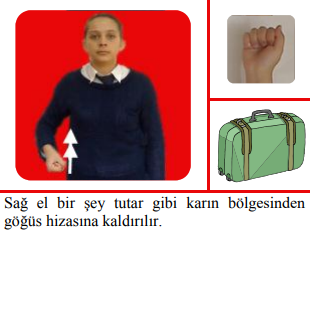 Sağ el bir şey tutar gibi karın bölgesinden
göğüs hizasına kaldırılır.